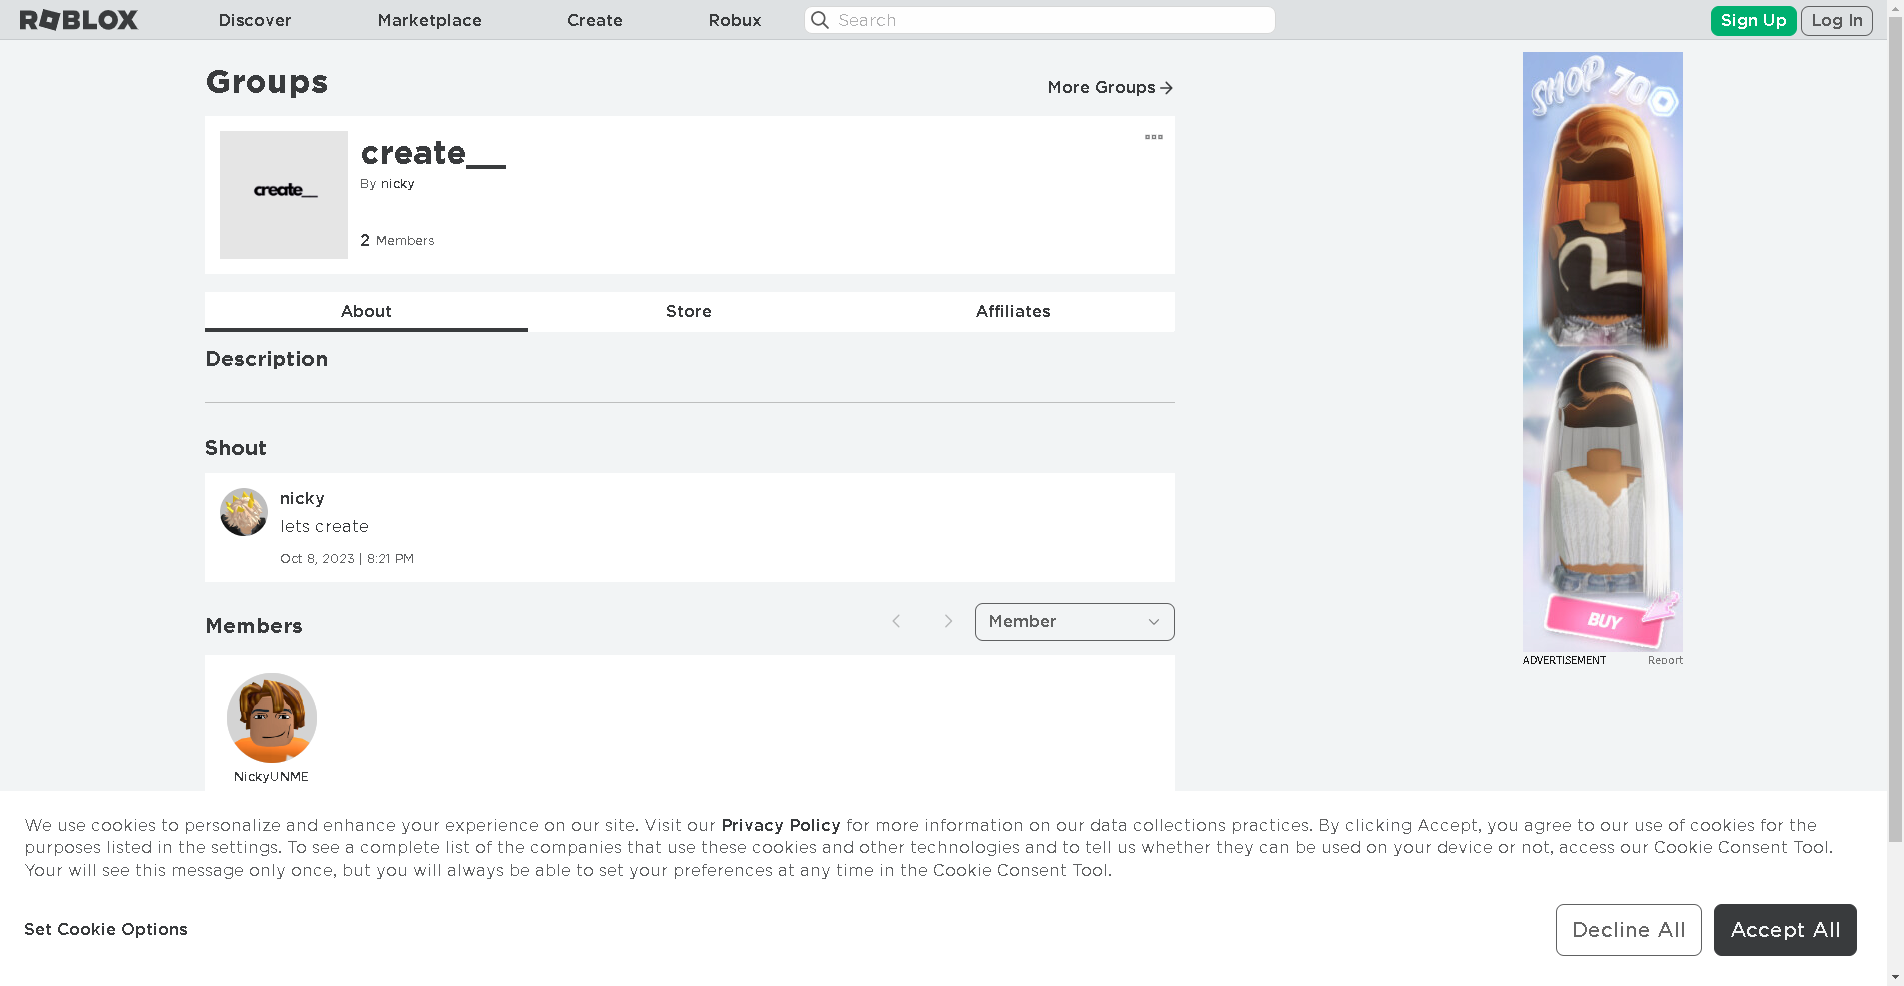 ROBLOX
Discover
Marketplace
Create
Robux
Search
Sign Up
Log In
Groups
More Groups
create__
create__
By nicky
2 Members
About
Store
Affiliates
Description
Shout
nicky
lets create
Oct 8, 2023 | 8:21 PM
Members
Member
NickyUNME
SHOP 70
BUY
ADVERTISEMENT
Report
We use cookies to personalize and enhance your experience on our site. Visit our Privacy Policy for more information on our data collections practices. By clicking Accept, you agree to our use of cookies for the
purposes listed in the settings. To see a complete list of the companies that use these cookies and other technologies and to tell us whether they can be used on your device or not, access our Cookie Consent Tool.
Your will see this message only once, but you will always be able to set your preferences at any time in the Cookie Consent Tool.
Set Cookie Options
Decline All
Accept All